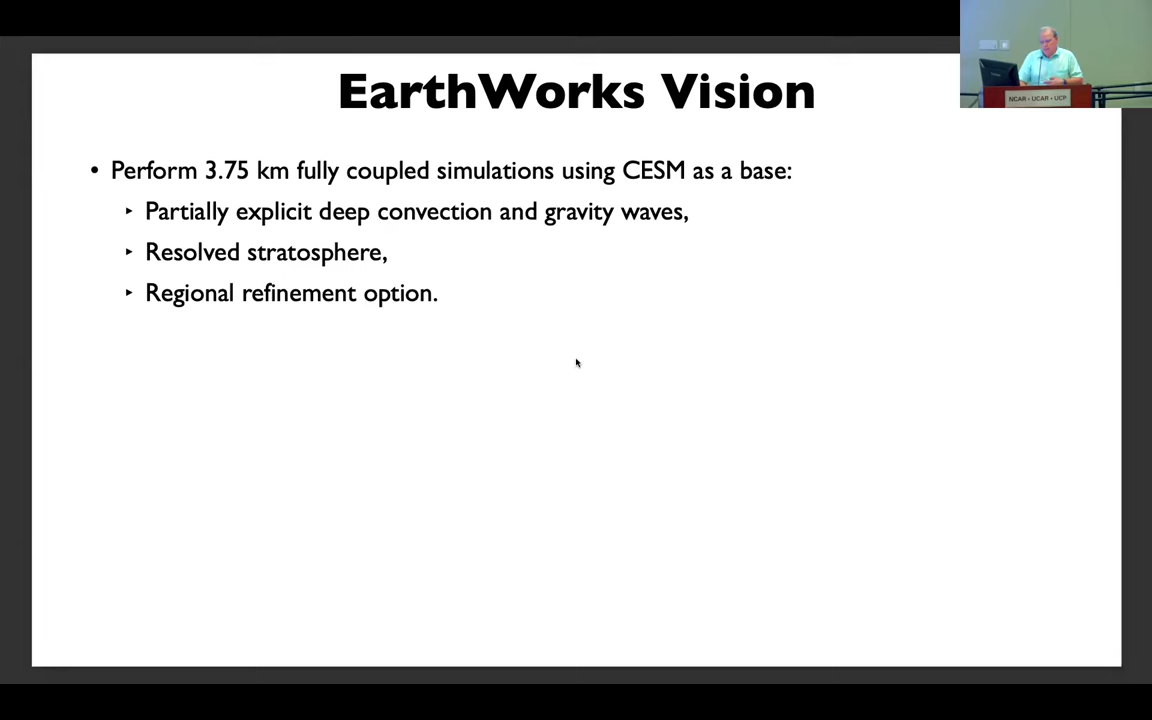 EarthWorks Vision
• Perform 3.75 km fully coupled simulations using CESM as a base:
‣ Partially explicit deep convection and gravity waves,
‣ Resolved stratosphere,
‣ Regional refinement option.
NCAR • UCAR • UCP